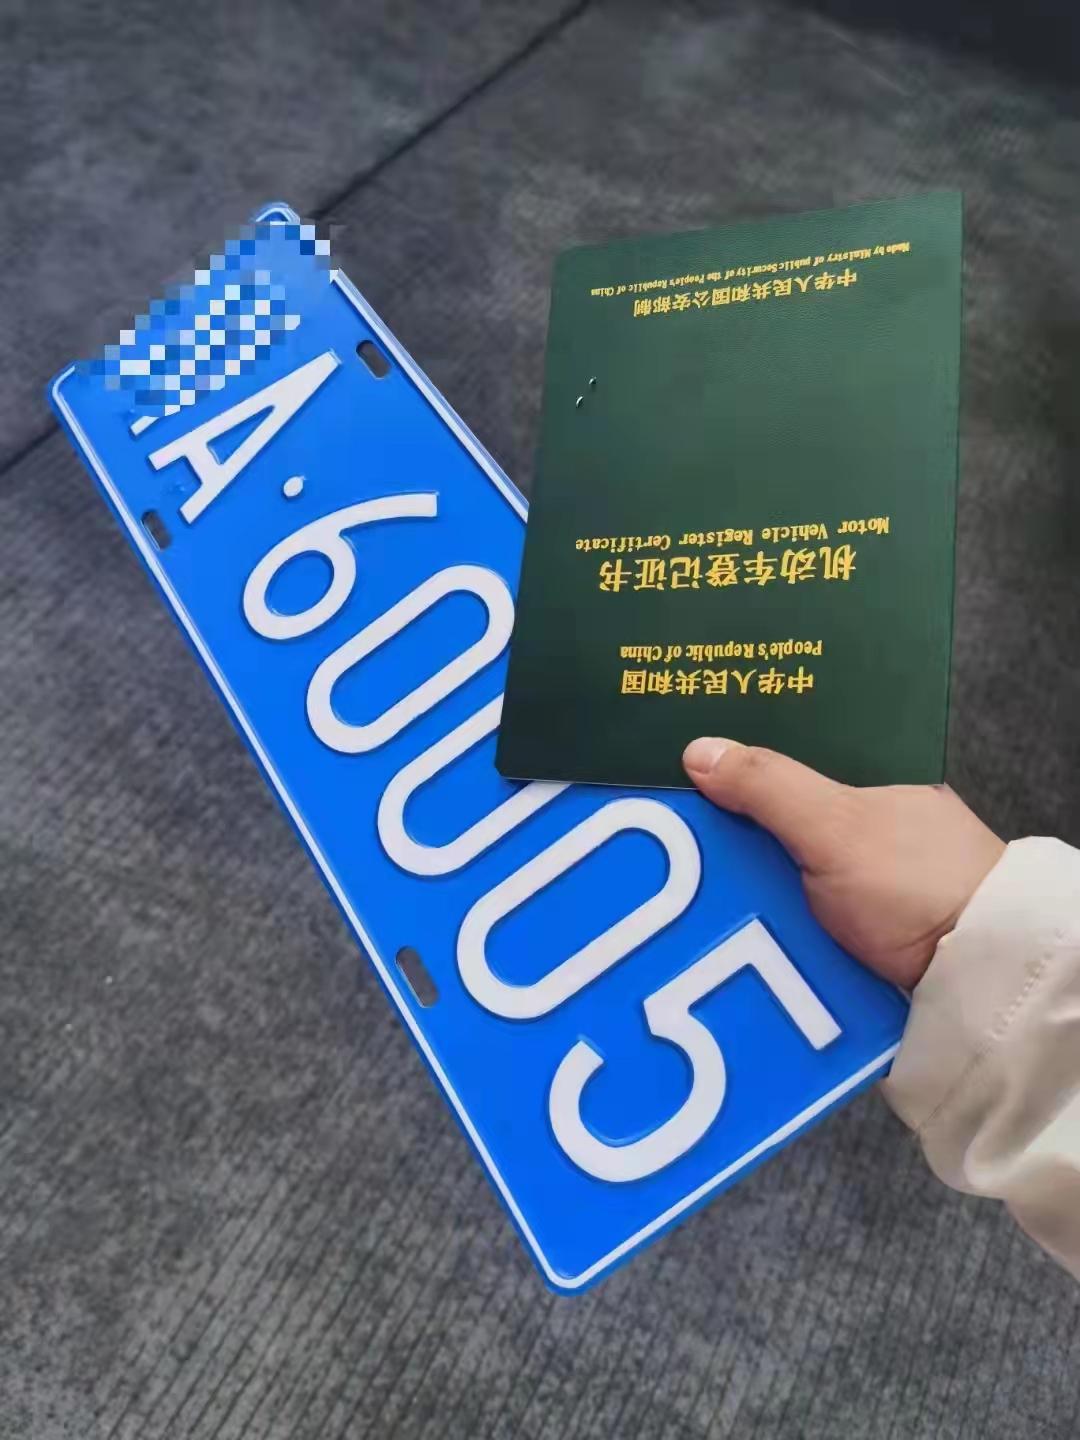 A·60005
中华人民共和国
People's Republic of China
机动车登记证书
Motor Vehicle Register Certificate
中华人民共和国公安部制
Made by Ministry of public Security of the People's Republic of China